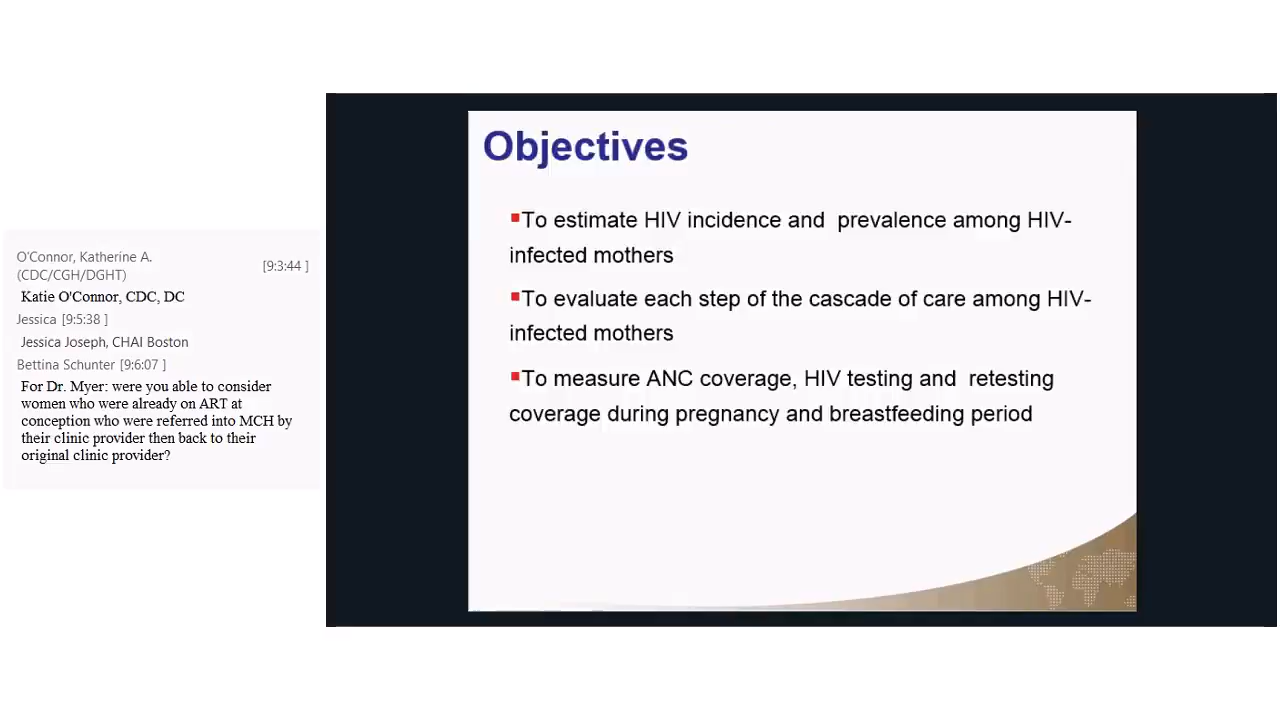 O'Connor, Katherine A.
(CDC/CGH/DGHT) [9:3:44 ]
Katie O'Connor, CDC, DC
Jessica [9:5:38 ]
Jessica Joseph, CHAI Boston
Bettina Schunter [9:6:07 ]
For Dr. Myer: were you able to consider
women who were already on ART at
conception who were referred into MCH by
their clinic provider then back to their
original clinic provider?
Objectives
▪To estimate HIV incidence and  prevalence among HIV-
infected mothers
▪To evaluate each step of the cascade of care among HIV-
infected mothers
▪To measure ANC coverage, HIV testing and  retesting
coverage during pregnancy and breastfeeding period